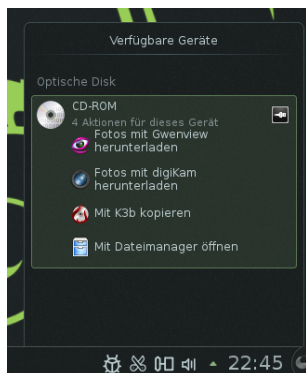 Verfügbare Geräte
Optische Disk
CD-ROM
4 Aktionen für dieses Gerät
Fotos mit Gwenview
herunterladen
Fotos mit digiKam
herunterladen
Mit K3b kopieren
Mit Dateimanager öffnen
22:45